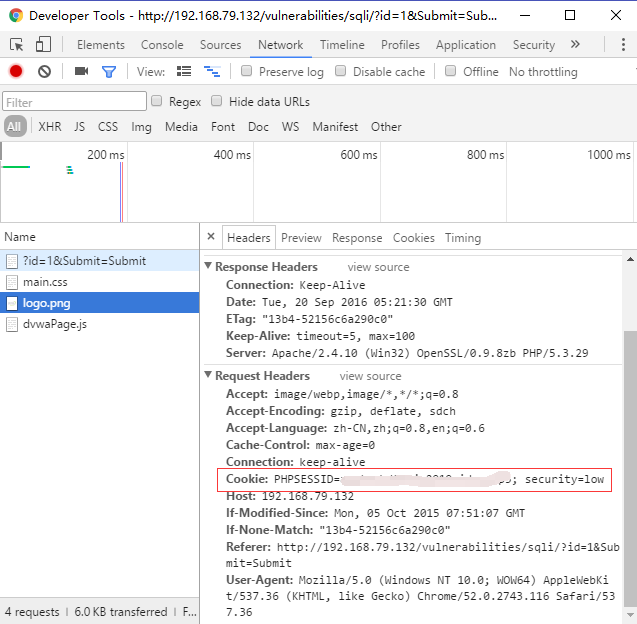 Developer Tools - http://192.168.79.132/vulnerabilities/sqli/?id=1&Submit=Sub...
Elements Console Sources Network Timeline Profiles Application Security »
View: Preserve log Disable cache Offline No throttling
Filter Regex Hide data URLs
All XHR JS CSS Img Media Font Doc WS Manifest Other
200 ms 400 ms 600 ms 800 ms 1000 ms
Name
?id=1&Submit=Submit
main.css
logo.png
dvwaPage.js
4 requests | 6.0 KB transferred | F...
× Headers Preview Response Cookies Timing
Response Headers view source
Connection: Keep-Alive
Date: Tue, 20 Sep 2016 05:21:30 GMT
ETag: "13b4-52156c6a290c0"
Keep-Alive: timeout=5, max=100
Server: Apache/2.4.10 (Win32) OpenSSL/0.9.8zb PHP/5.3.29
Request Headers view source
Accept: image/webp,image/*,*/*;q=0.8
Accept-Encoding: gzip, deflate, sdch
Accept-Language: zh-CN,zh;q=0.8,en;q=0.6
Cache-Control: max-age=0
Connection: keep-alive
Cookie: PHPSESSID= ; security=low
Host: 192.168.79.132
If-Modified-Since: Mon, 05 Oct 2015 07:51:07 GMT
If-None-Match: "13b4-52156c6a290c0"
Referer: http://192.168.79.132/vulnerabilities/sqli/?id=1&Sub
mit=Submit
User-Agent: Mozilla/5.0 (Windows NT 10.0; WOW64) AppleWebKi
t/537.36 (KHTML, like Gecko) Chrome/52.0.2743.116 Safari/53
7.36